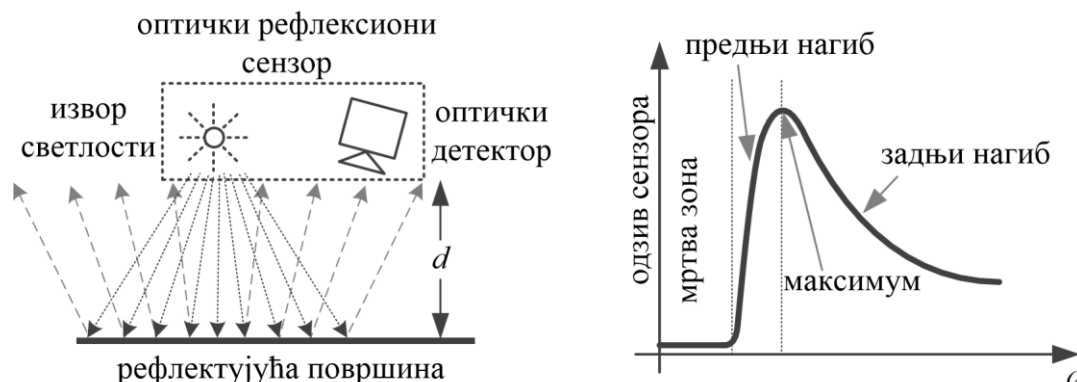 оптички рефлексиони
сензор
извор
светлости
оптички
детектор
d
рефлектујућа површина
одзив сензора
мртва зона
предњи нагиб
задњи нагиб
максимум